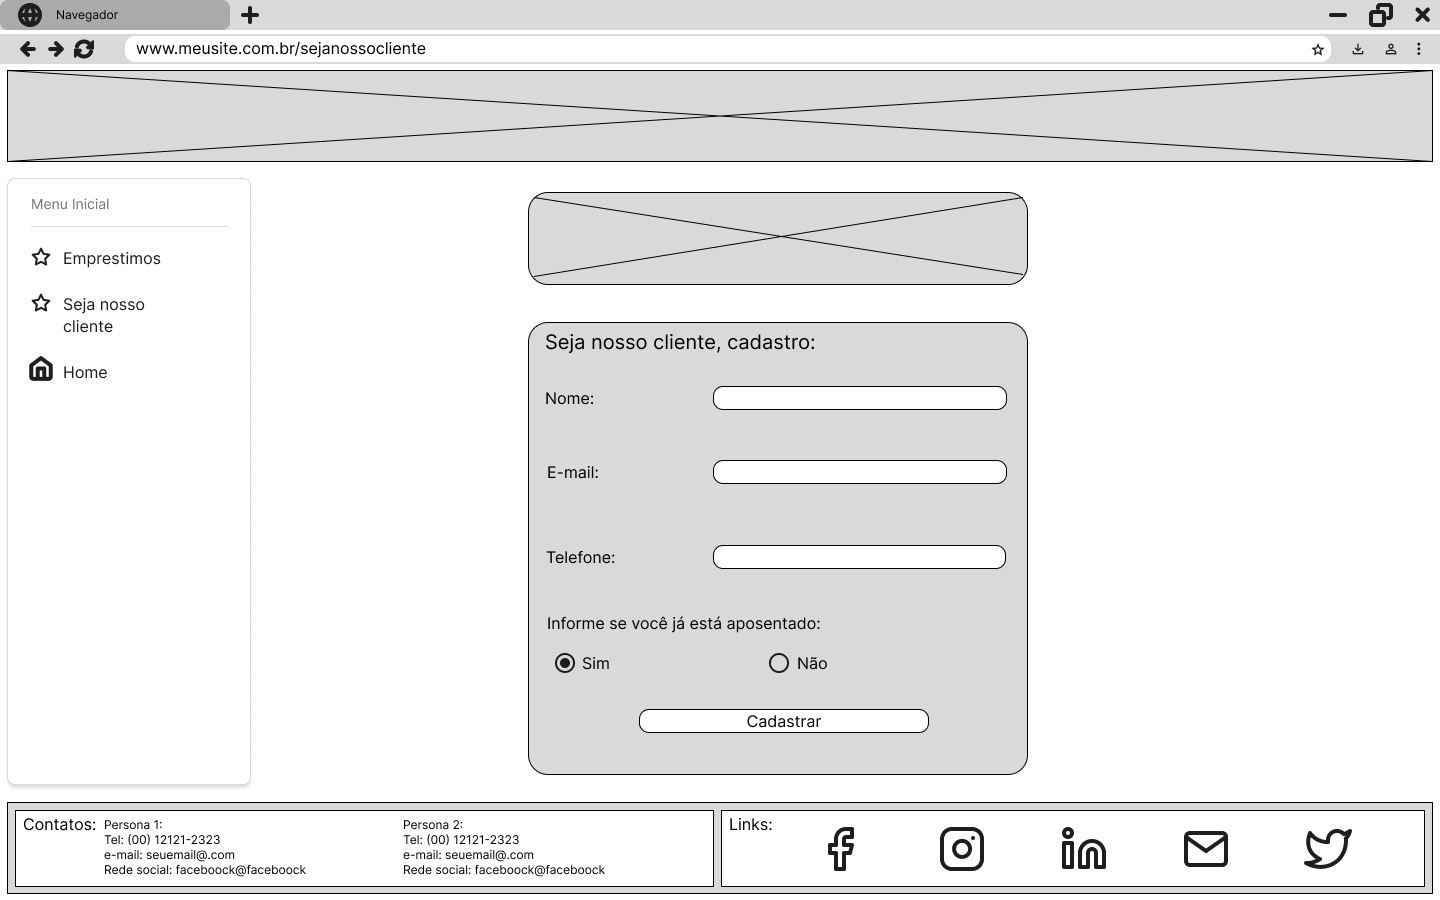 Navegador
www.meusite.com.br/sejanossocliente
Menu Inicial
Emprestimos
Seja nosso
cliente
Home
Seja nosso cliente, cadastro:
Nome:
E-mail:
Telefone:
Informe se você já está aposentado:
Sim
Não
Cadastrar
Contatos:
Persona 1:
Tel: (00) 12121-2323
e-mail: seuemail@.com
Rede social: faceboock@faceboock
Persona 2:
Tel: (00) 12121-2323
e-mail: seuemail@.com
Rede social: faceboock@faceboock
Links: